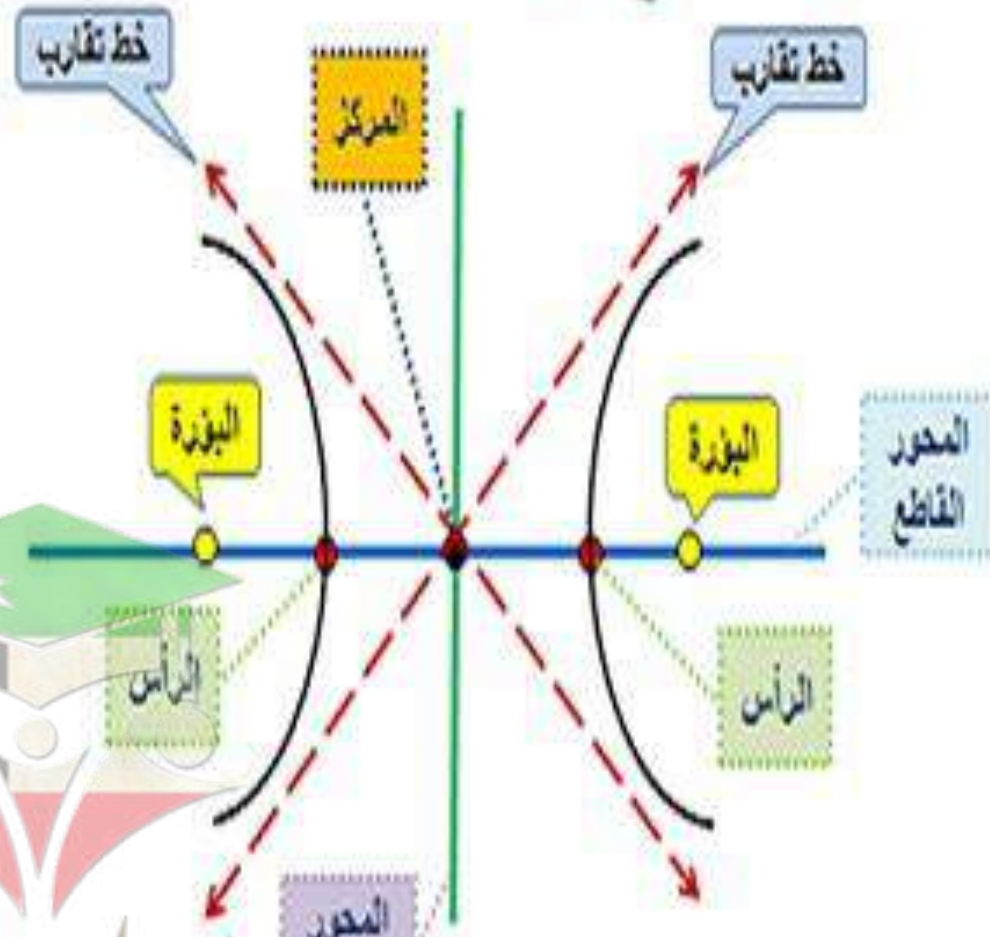 خط تقارب
خط تقارب
المركز
البؤرة
البؤرة
المحور
القاطع
الرأس
الرأس
المحور